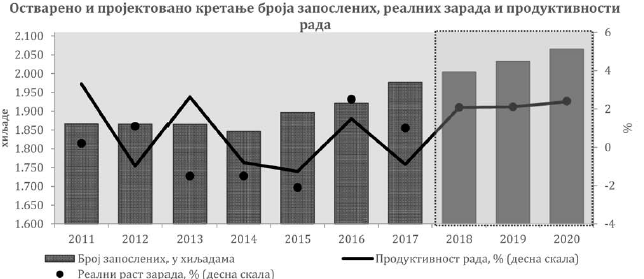 Остварено и пројектовано кретање броја запослених, реалних зарада и продуктивности
рада
2.100
2.050
2.000
1.950
1.900
1.850
1.800
1.750
1.700
1.650
1.600
хиљаде
6
4
2
0
-2
-4
%
2011 2012 2013 2014 2015 2016 2017 2018 2019 2020
Број запослених, у хиљадама
Продуктивност рада, % (десна скала)
Реални раст зарада, % (десна скала)